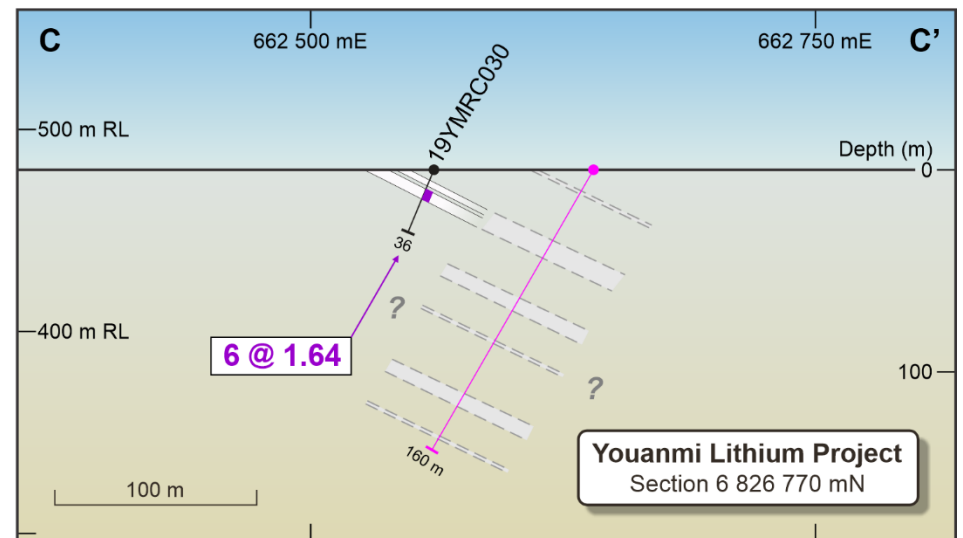 C
662 500 mE
662 750 mE
C'
19YMRC030
500 m RL
Depth (m)
0
36
?
400 m RL
6 @ 1.64
100
?
160 m
100 m
Youanmi Lithium Project
Section 6 826 770 mN